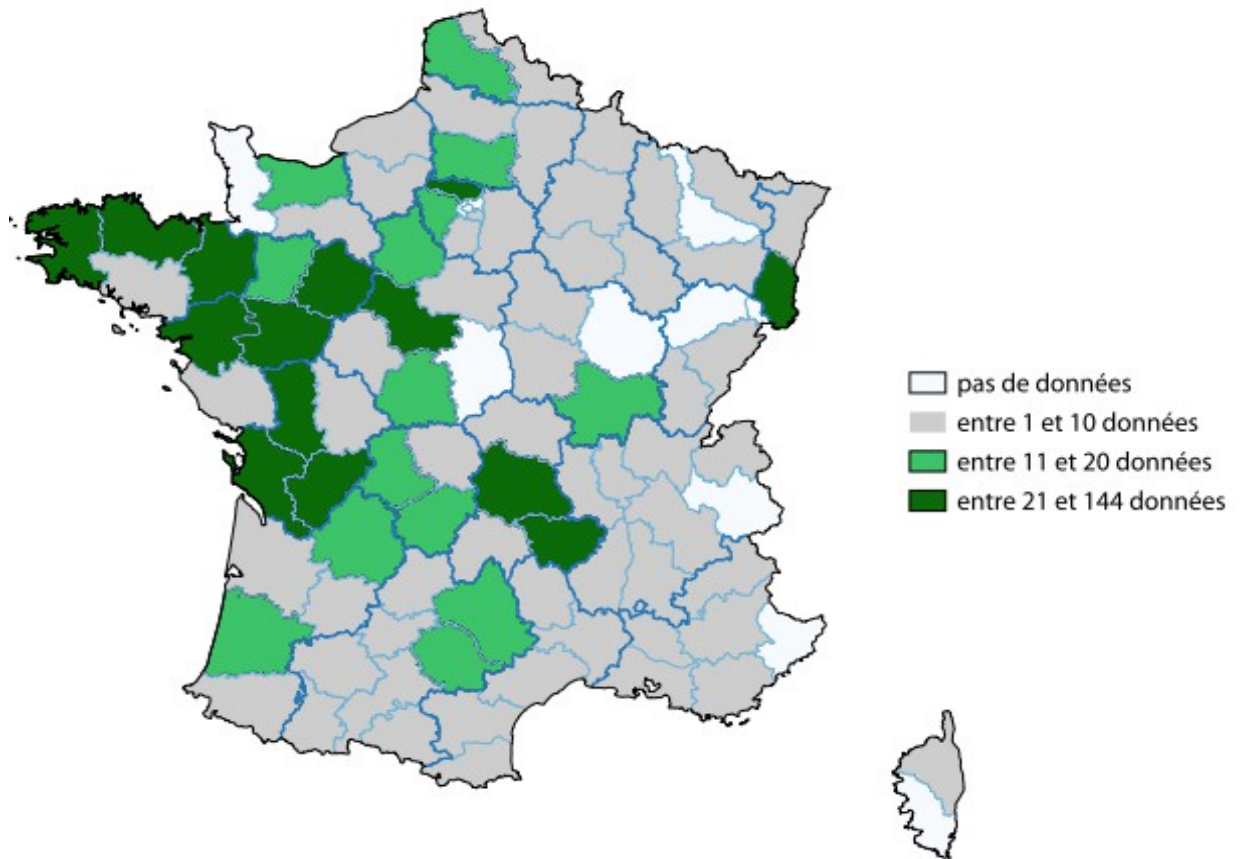 pas de données
entre 1 et 10 données
entre 11 et 20 données
entre 21 et 144 données